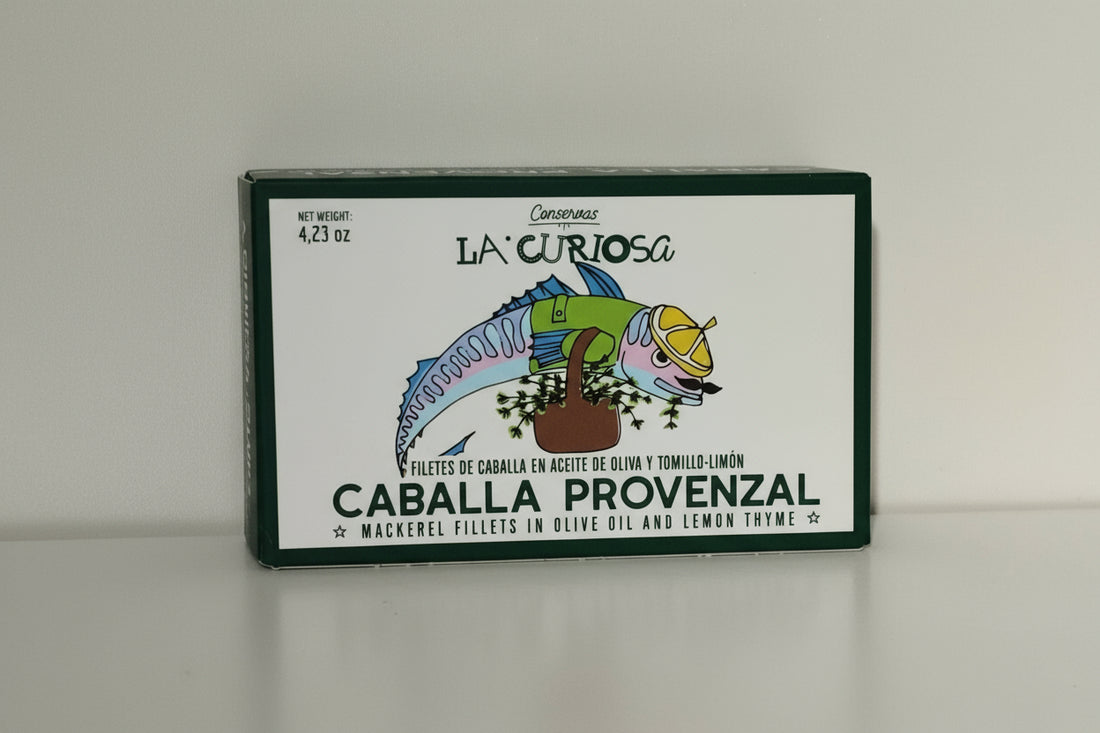 NET WEIGHT:
4,23 oz
Conservas
LA CURIOSA
FILETES DE CABALLA EN ACEITE DE OLIVA Y TOMILLO-LIMÓN
CABALLA PROVENZAL
☆ MACKEREL FILLETS IN OLIVE OIL AND LEMON THYME ☆